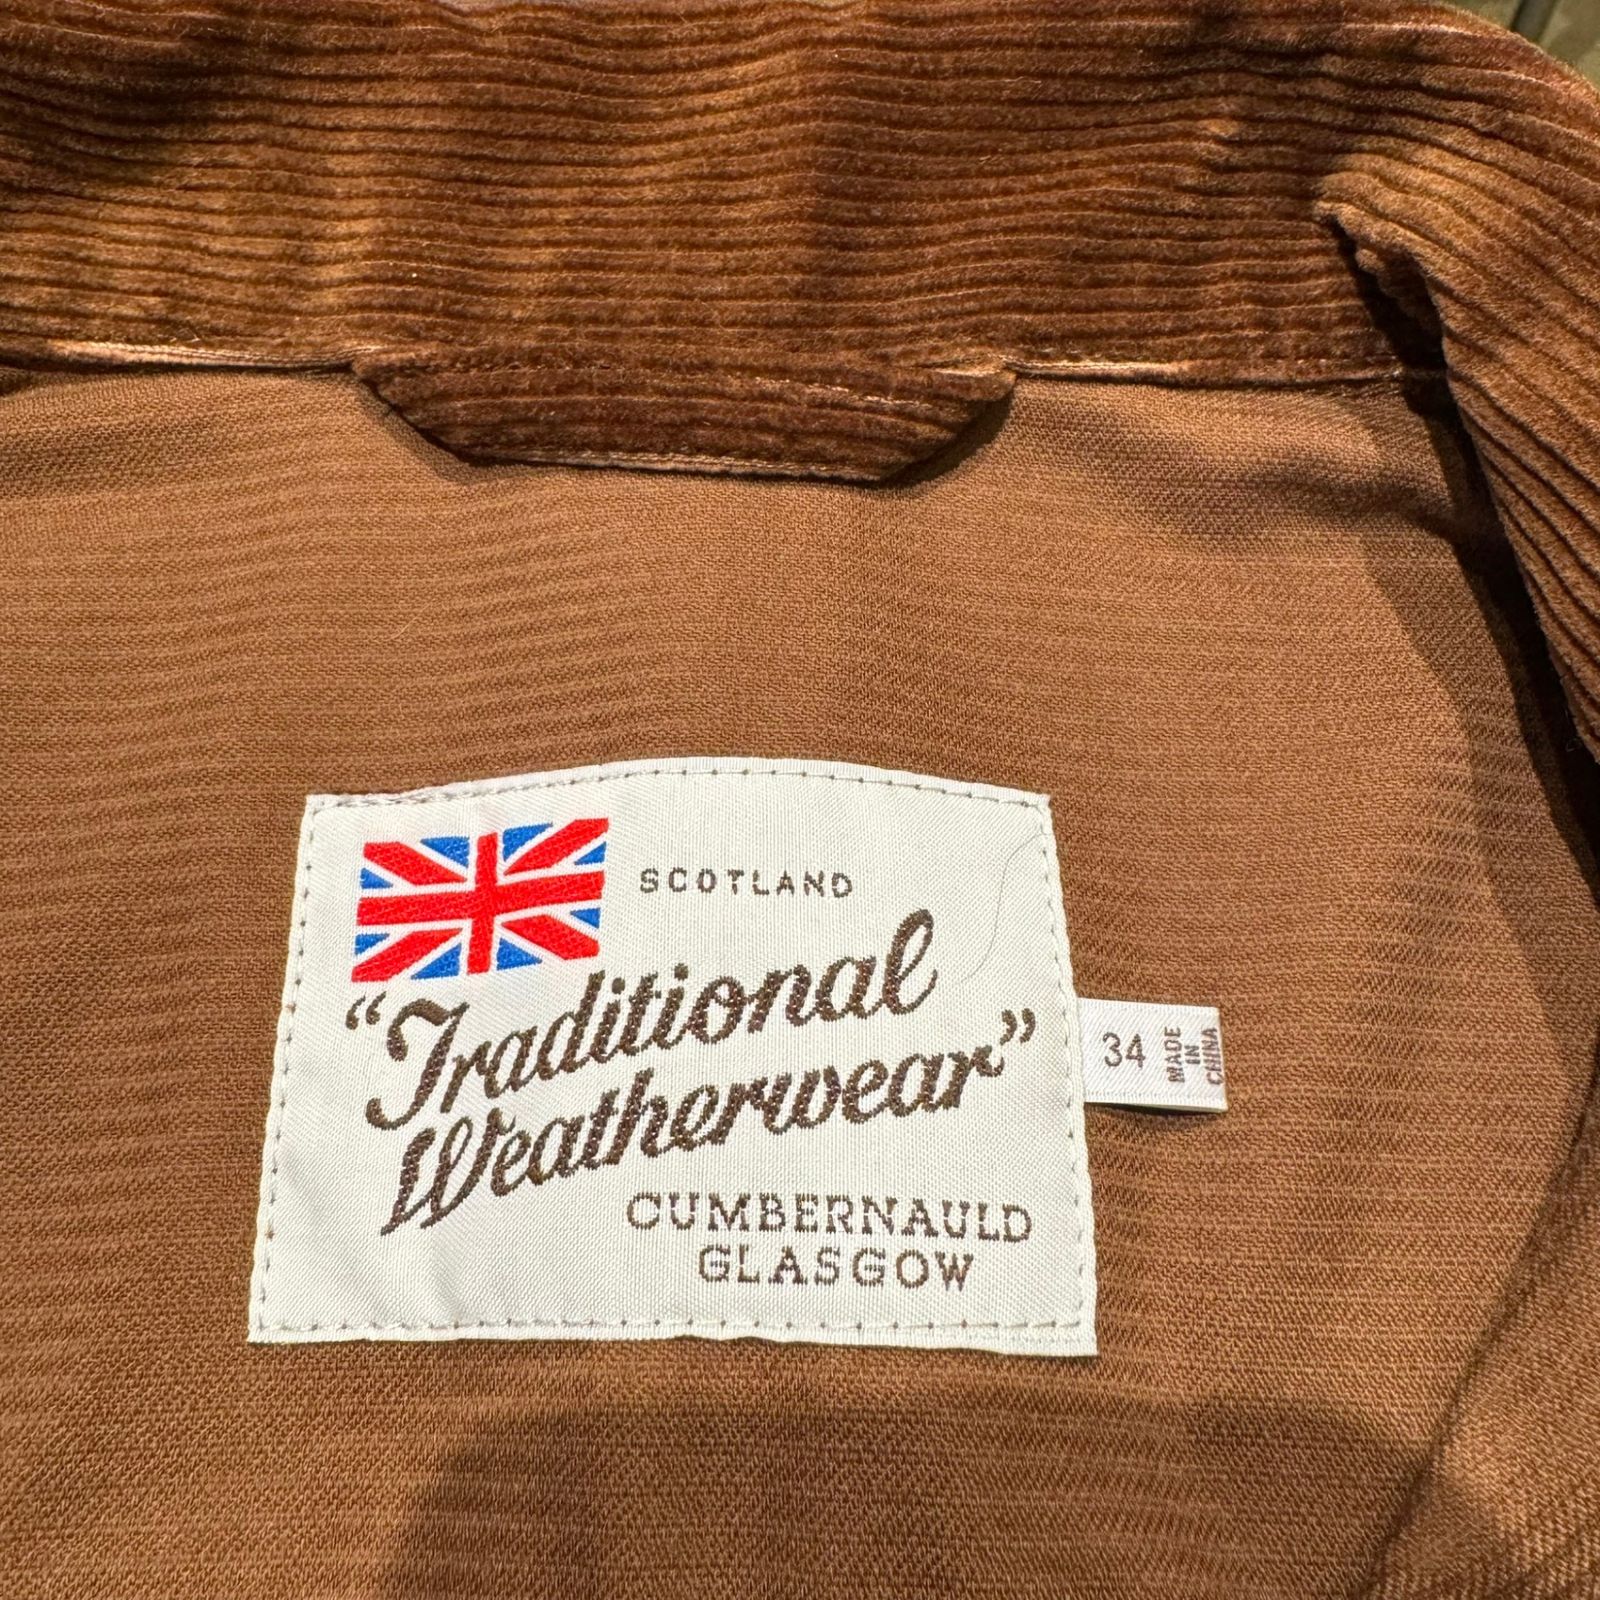 SCOTLAND
“Traditional
Weatherwear”
CUMBERNAULD
GLASGOW
34
MADE
IN
CHINA